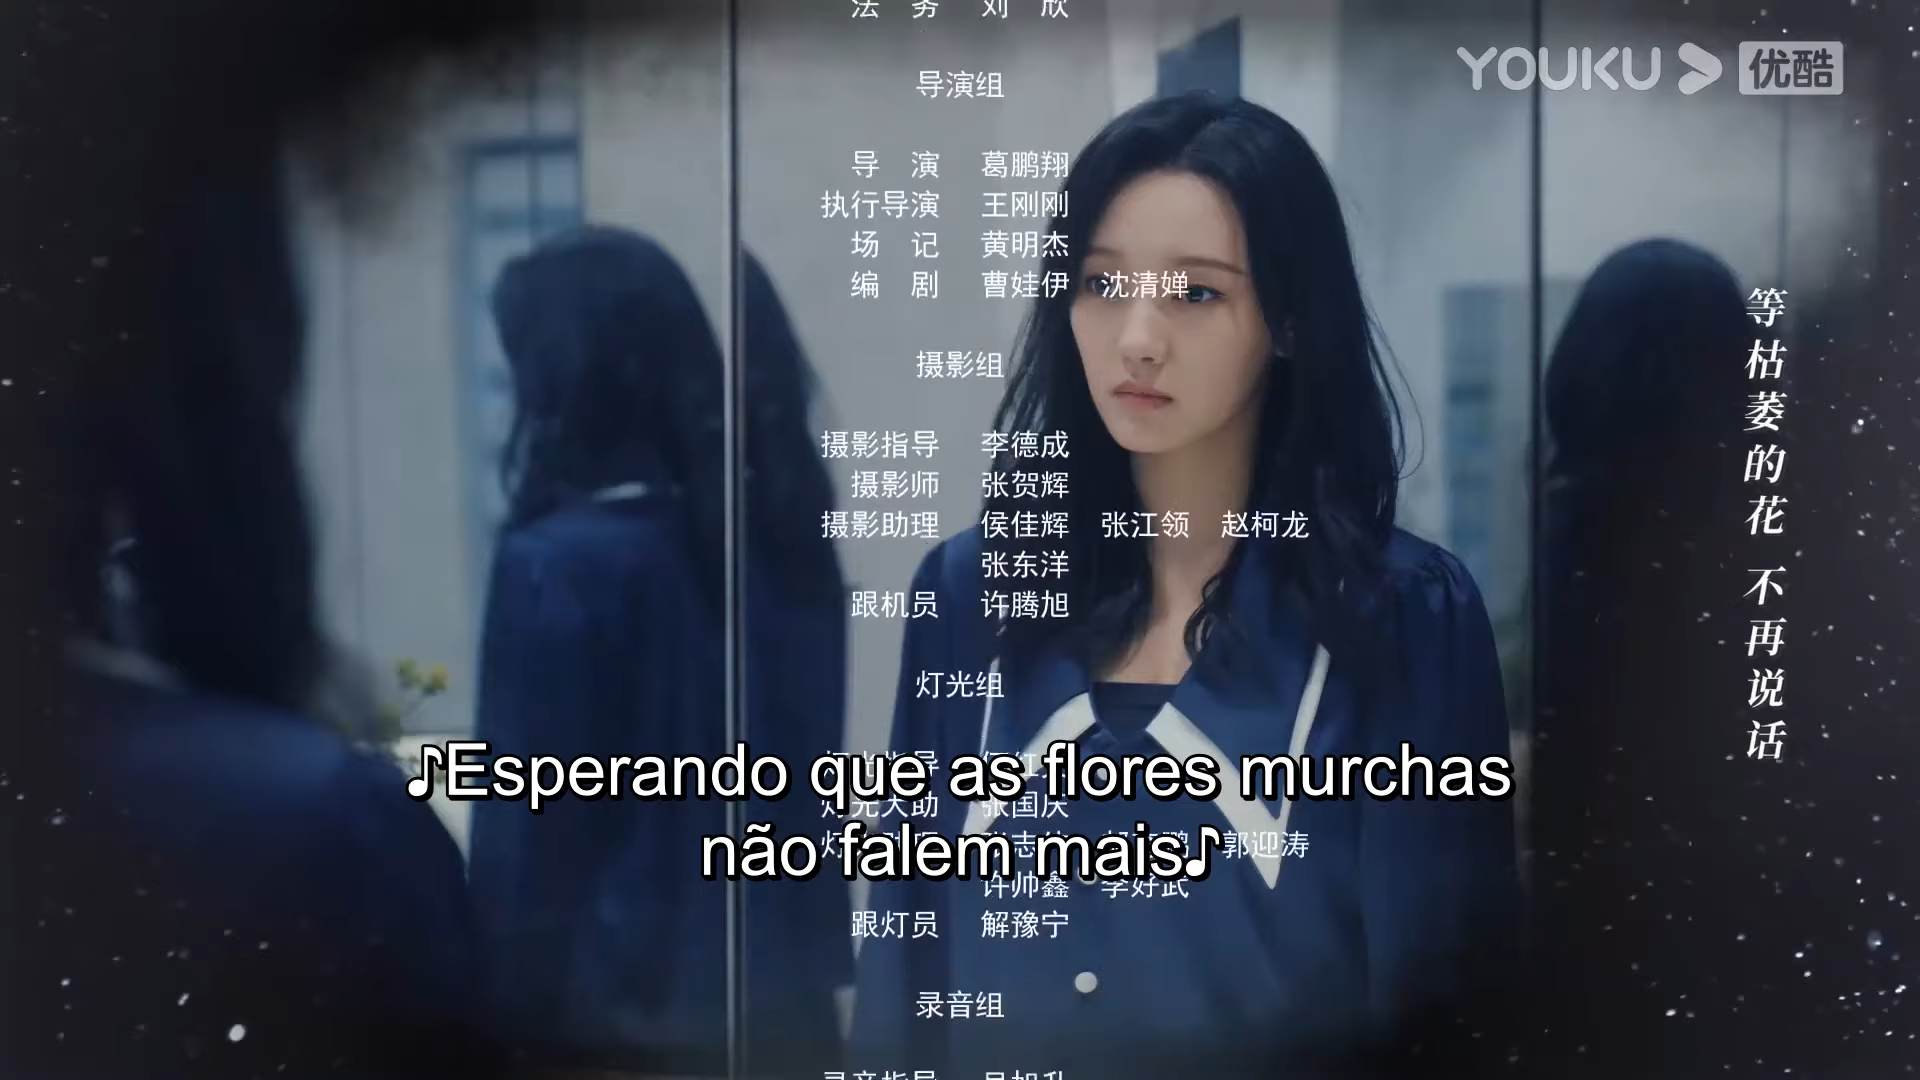 法 务 刘 欣
YOUKU 优酷
导演组
导 演 葛鹏翔
执行导演 王刚刚
场 记 黄明杰
编 剧 曹娃伊 沈清婵
摄影组
摄影指导 李德成
摄影师 张贺辉
摄影助理 侯佳辉 张江领 赵柯龙
张东洋
跟机员 许腾旭
灯光组
灯光指导
灯光大助 张国庆
郭迎涛
许帅鑫 李好武
跟灯员 解豫宁
录音组
等枯萎的花 不再说话
♪Esperando que as flores murchas
não falem mais♪